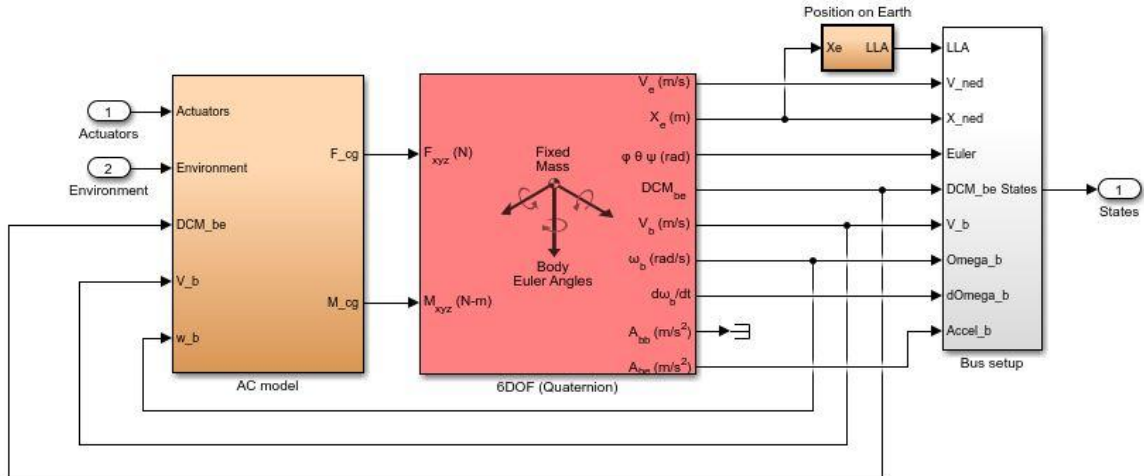 Position on Earth
Xe LLA
LLA
V_ned
X_ned
Euler
DCM_be States
V_b
Omega_b
dOmega_b
Accel_b
Bus setup
1
States
1
Actuators
2
Environment
Actuators
Environment
DCM_be
V_b
w_b
F_cg
M_cg
AC model
F_xyz (N)
M_xyz (N-m)
Fixed
Mass
Body
Euler Angles
V_e (m/s)
X_e (m)
φ θ ψ (rad)
DCM_be
V_b (m/s)
ω_b (rad/s)
dω_b/dt
A_bb (m/s²)
A_be (m/s²)
6DOF (Quaternion)